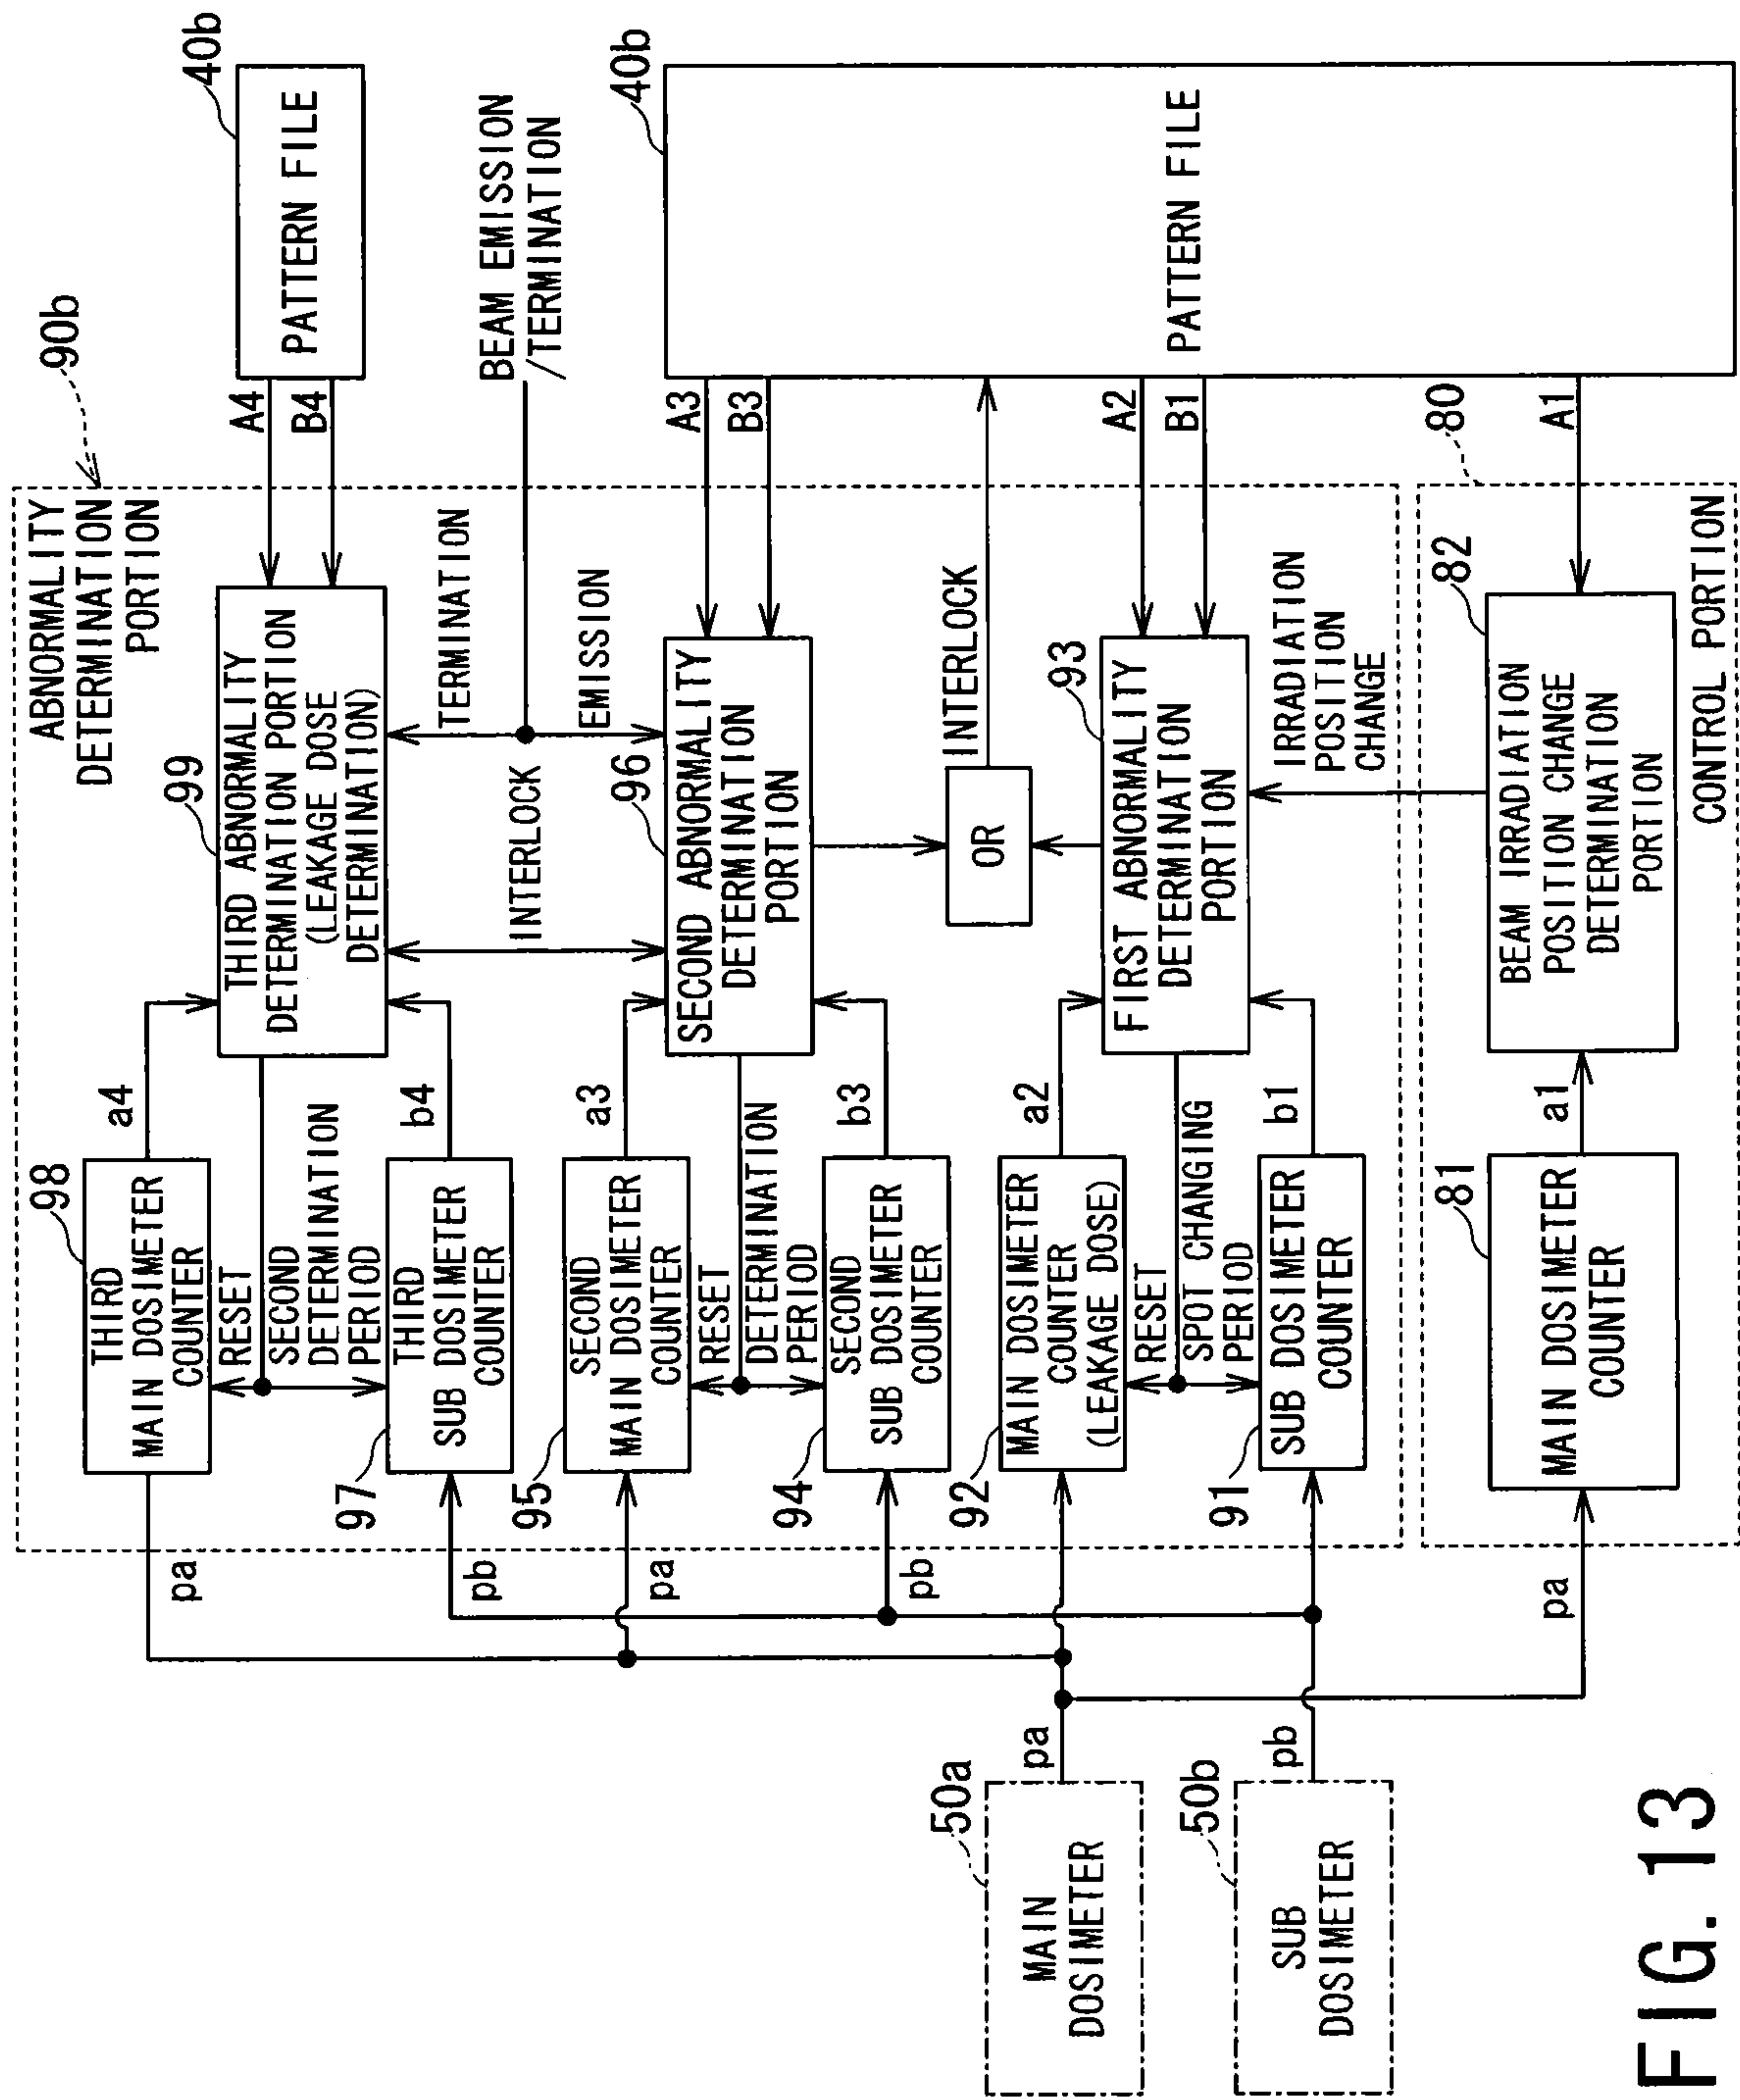 40b
PATTERN FILE
40b
PATTERN FILE
BEAM EMISSION
/TERMINATION
90b
A4
B4
A3
B3
A2
B1
A1
80
ABNORMALITY
DETERMINATION
PORTION
99
THIRD ABNORMALITY
DETERMINATION PORTION
(LEAKAGE DOSE
DETERMINATION)
TERMINATION
EMISSION
INTERLOCK
96
SECOND ABNORMALITY
DETERMINATION
PORTION
INTERLOCK
OR
93
FIRST ABNORMALITY
DETERMINATION
PORTION
IRRADIATION
POSITION
CHANGE
82
BEAM IRRADIATION
POSITION CHANGE
DETERMINATION
PORTION
CONTROL PORTION
98
THIRD
MAIN DOSIMETER
COUNTER
a4
RESET
SECOND
DETERMINATION
PERIOD
b4
97
THIRD
SUB DOSIMETER
COUNTER
95
SECOND
MAIN DOSIMETER
COUNTER
a3
RESET
DETERMINATION
PERIOD
b3
94
SECOND
SUB DOSIMETER
COUNTER
92
MAIN DOSIMETER
COUNTER
(LEAKAGE DOSE)
a2
RESET
SPOT CHANGING
PERIOD
b1
91
SUB DOSIMETER
COUNTER
81
MAIN DOSIMETER
COUNTER
a1
pa
pb
pa
pb
pa
pa
pb
50a
MAIN
DOSIMETER
50b
SUB
DOSIMETER
FIG. 13